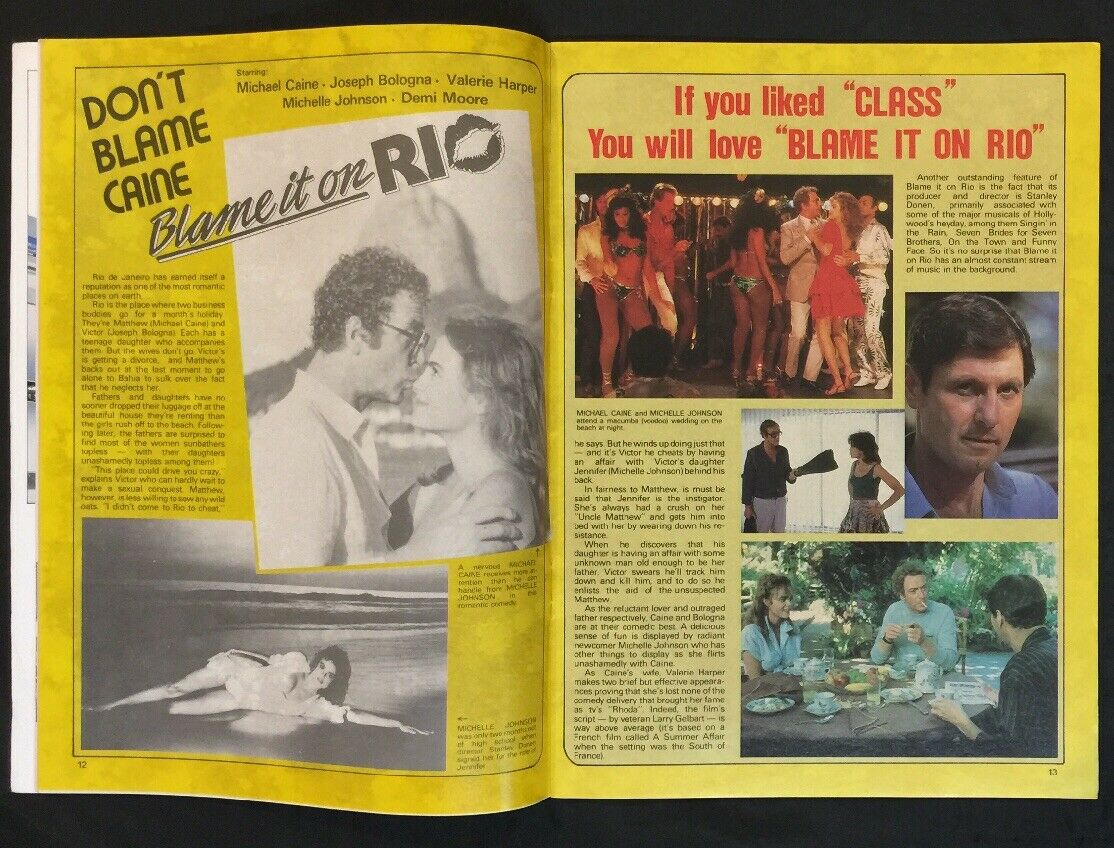 DON'T
BLAME
CAINE
Starring:
Michael Caine · Joseph Bologna · Valerie Harper
Michelle Johnson · Demi Moore
Blame it on RIO
Rio de Janeiro has earned itself a
reputation as one of the most romantic
places on earth.
Rio is the place where two business
buddies go for a month's holiday.
They're Matthew (Michael Caine) and
Victor (Joseph Bologna). Each has a
teenage daughter who accompanies
them. But the wives don't go. Victor's
is getting a divorce, and Matthew's
backs out at the last moment to go
alone to Bahia to sulk over the fact
that he neglects her.
Fathers and daughters have no
sooner dropped their luggage off at the
beautiful house they're renting than
the girls rush off to the beach. Follow-
ing later, the fathers are surprised to
find most of the women sunbathers
topless — with their daughters
unashamedly topless among them!
"This place could drive you crazy,"
explains Victor who can hardly wait to
make a sexual conquest. Matthew,
however, is less willing to sow any wild
oats. "I didn't come to Rio to cheat,"
A nervous MICHAEL
CAINE receives more at-
tention than he can
handle from MICHELLE
JOHNSON in the
romantic comedy.
MICHELLE JOHNSON
was only two months out
of high school when
director Stanley Donen
signed her for the role of
Jennifer
12
If you liked "CLASS"
You will love "BLAME IT ON RIO"
MICHAEL CAINE and MICHELLE JOHNSON
attend a macumba (voodoo) wedding on the
beach at night.
he says. But he winds up doing just that
— and it's Victor he cheats by having
an affair with Victor's daughter
Jennifer (Michelle Johnson) behind his
back.
In fairness to Matthew, is must be
said that Jennifer is the instigator.
She's always had a crush on her
"Uncle Matthew" and gets him into
bed with her by wearing down his re-
sistance.
When he discovers that his
daughter is having an affair with some
unknown man old enough to be her
father, Victor swears he'll track him
down and kill him, and to do so he
enlists the aid of the unsuspected
Matthew.
As the reluctant lover and outraged
father respectively, Caine and Bologna
are at their comedic best. A delicious
sense of fun is displayed by radiant
newcomer Michelle Johnson who has
other things to display as she flirts
unashamedly with Caine.
As Caine's wife, Valerie Harper
makes two brief but effective appearan-
ces proving that she's lost none of the
comedy delivery that brought her fame
as tv's "Rhoda". Indeed, the film's
script — by veteran Larry Gelbart — is
way above average (it's based on a
French film called A Summer Affair
when the setting was the South of
France).
Another outstanding feature of
Blame it on Rio is the fact that its
producer and director is Stanley
Donen, primarily associated with
some of the major musicals of Holly-
wood's heyday, among them Singin' in
the Rain, Seven Brides for Seven
Brothers, On the Town and Funny
Face. So it's no surprise that Blame it
on Rio has an almost constant stream
of music in the background.
13